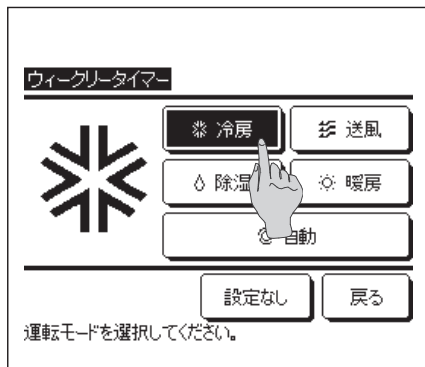 ウィークリータイマー
冷房 送風
除湿 暖房
自動
設定なし 戻る
運転モードを選択してください。